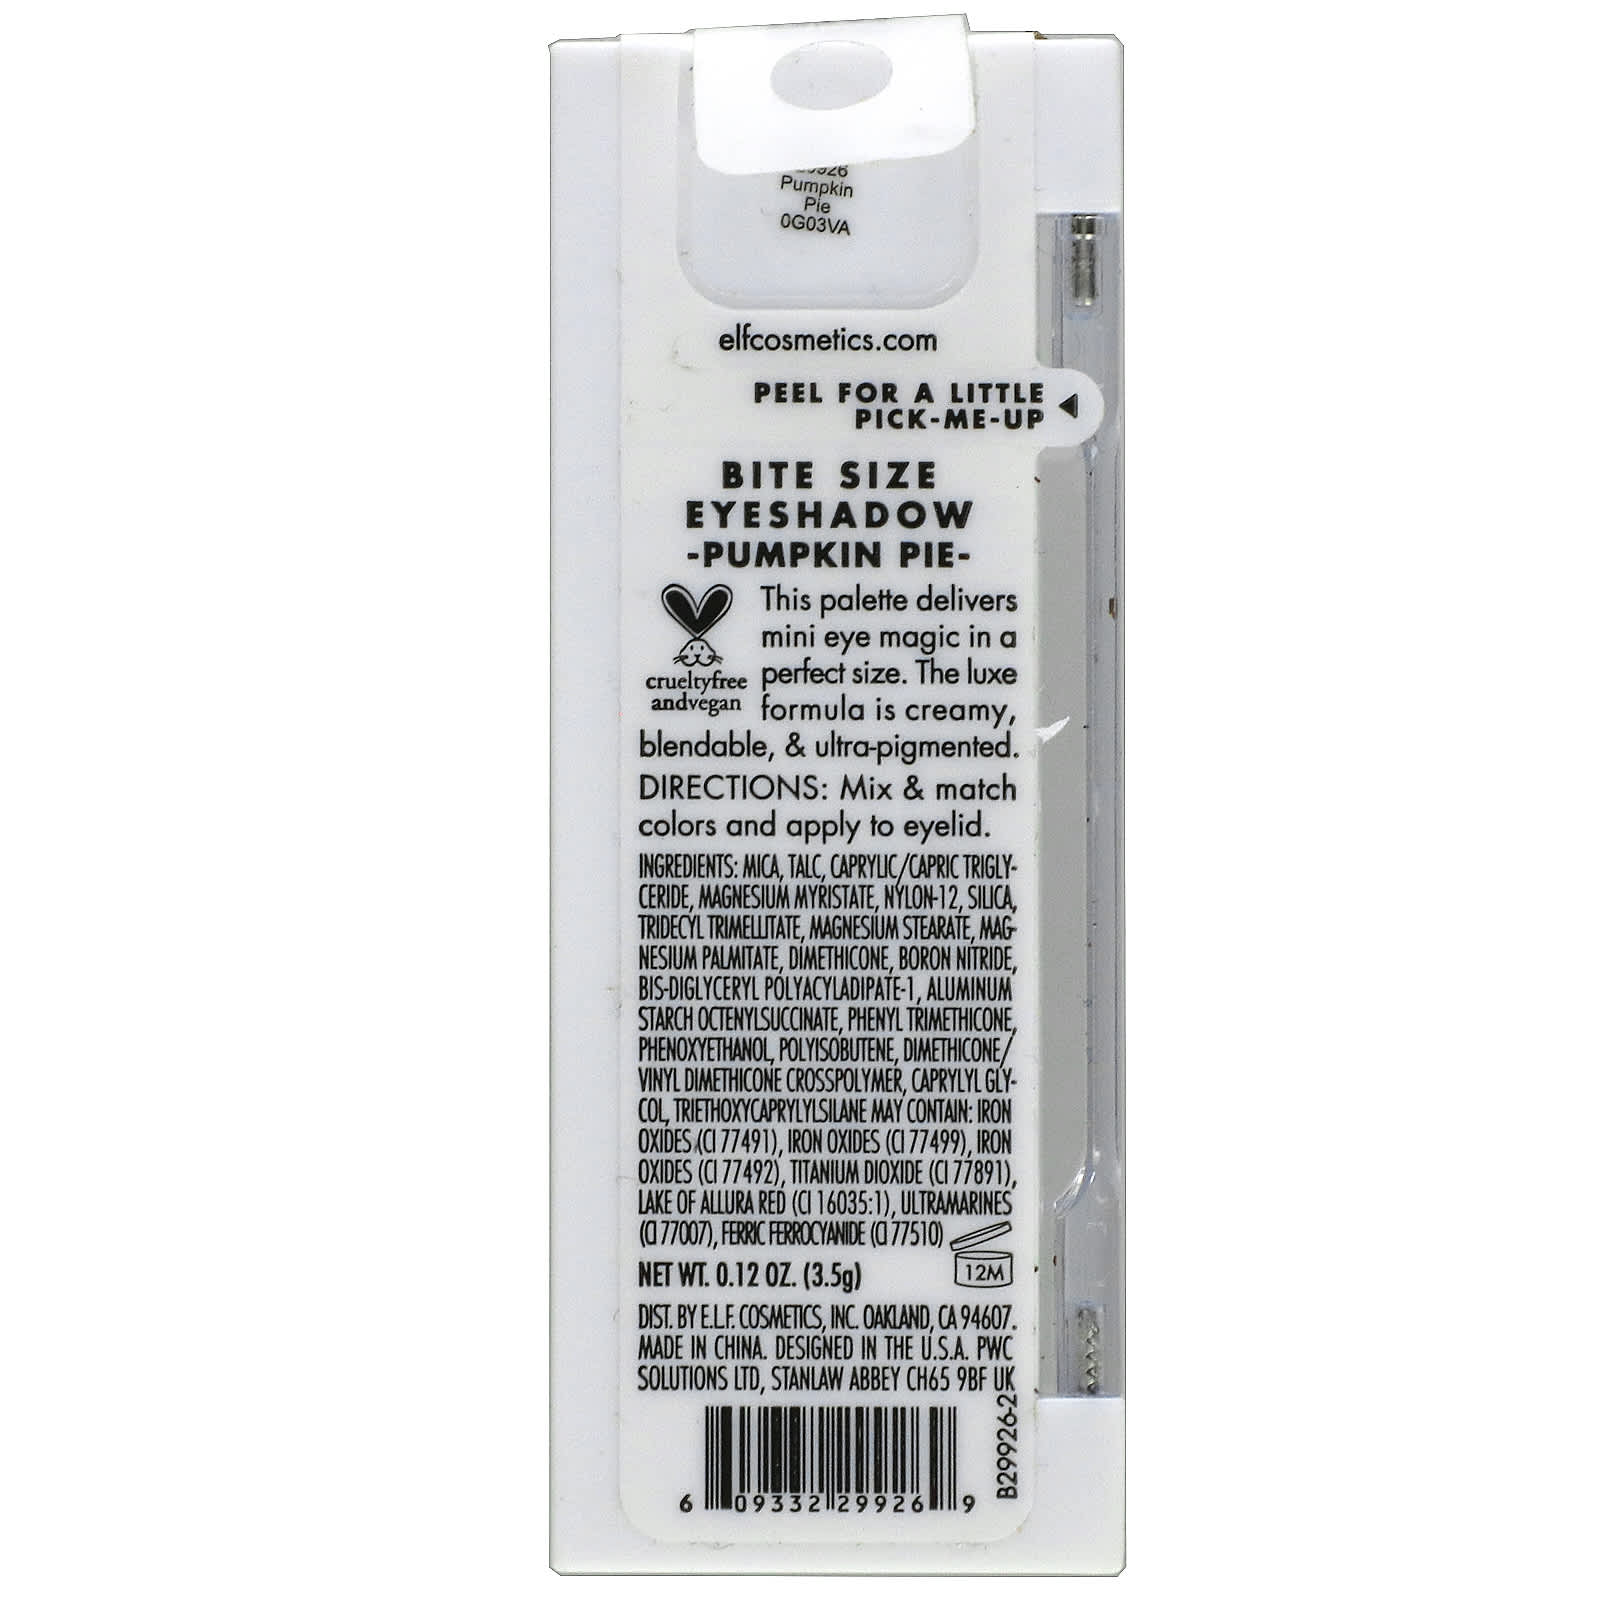 Pumpkin
Pie
0G03VA
elfcosmetics.com
PEEL FOR A LITTLE
PICK-ME-UP
BITE SIZE
EYESHADOW
-PUMPKIN PIE-
This palette delivers
mini eye magic in a
perfect size. The luxe
formula is creamy,
blendable, & ultra-pigmented.
crueltyfree
andvegan
DIRECTIONS: Mix & match
colors and apply to eyelid.
INGREDIENTS: MICA, TALC, CAPRYLIC/CAPRIC TRIGLY-
CERIDE, MAGNESIUM MYRISTATE, NYLON-12, SILICA,
TRIDECYL TRIMELLITATE, MAGNESIUM STEARATE, MAG-
NESIUM PALMITATE, DIMETHICONE, BORON NITRIDE,
BIS-DIGLYCERYL POLYACYLADIPATE-1, ALUMINUM
STARCH OCTENYLSUCCINATE, PHENYL TRIMETHICONE,
PHENOXYETHANOL, POLYISOBUTENE, DIMETHICONE/
VINYL DIMETHICONE CROSSPOLYMER, CAPRYLYL GLY-
COL, TRIETHOXYCAPRYLYLSILANE MAY CONTAIN: IRON
OXIDES (CI 77491), IRON OXIDES (CI 77499), IRON
OXIDES (CI 77492), TITANIUM DIOXIDE (CI 77891),
LAKE OF ALLURA RED (CI 16035:1), ULTRAMARINES
(CI 77007), FERRIC FERROCYANIDE (CI 77510)
12M
NET WT. 0.12 OZ. (3.5g)
DIST. BY E.L.F. COSMETICS, INC. OAKLAND, CA 94607.
MADE IN CHINA. DESIGNED IN THE U.S.A. PWC
SOLUTIONS LTD, STANLAW ABBEY CH65 9BF UK
B29926-2
6 09332 29926 9